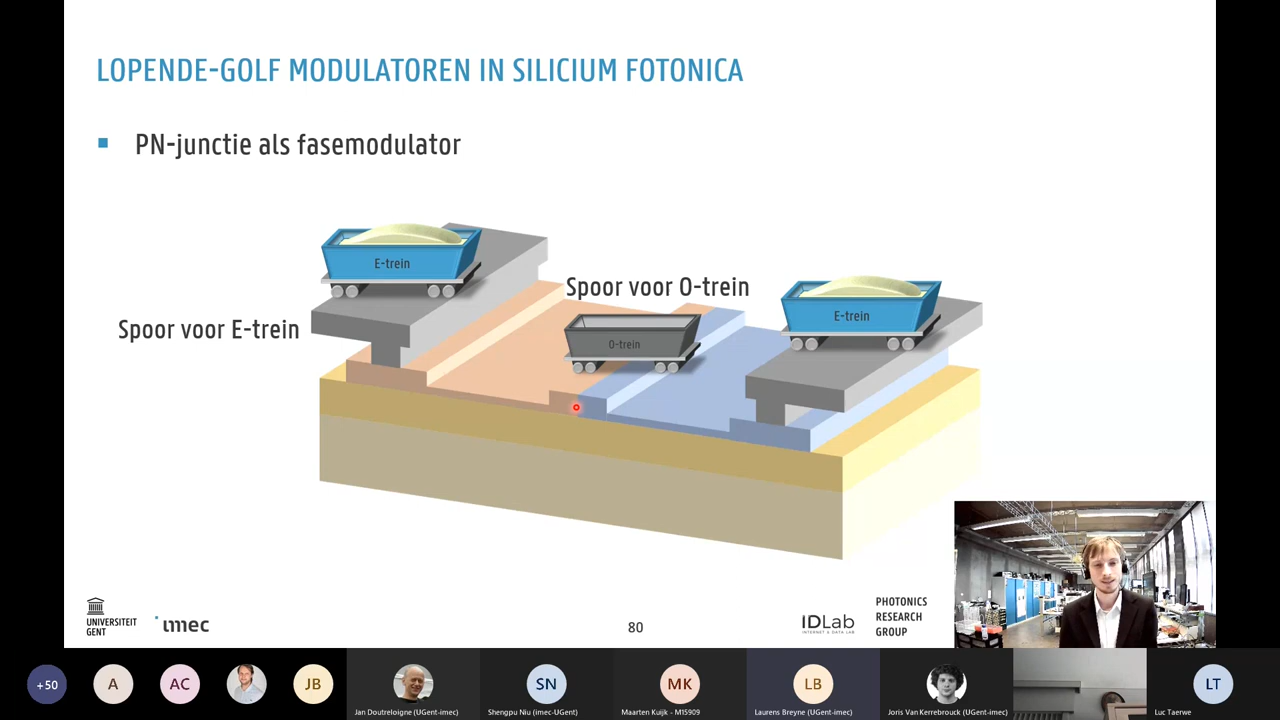 LOPENDE-GOLF MODULATOREN IN SILICIUM FOTONICA
PN-junctie als fasemodulator
E-trein
Spoor voor O-trein
E-trein
Spoor voor E-trein
O-trein
UNIVERSITEIT
GENT
imec
80
IDLab
INTERNET & DATA LAB
PHOTONICS
RESEARCH
GROUP
+50
A
AC
JB
SN
MK
LB
LT
Jan Doutreloigne (UGent-imec)
Shengpu Niu (imec-UGent)
Maarten Kuijk - M15909
Laurens Breyne (UGent-imec)
Joris Van Kerrebrouck (UGent-imec)
Luc Taerwe